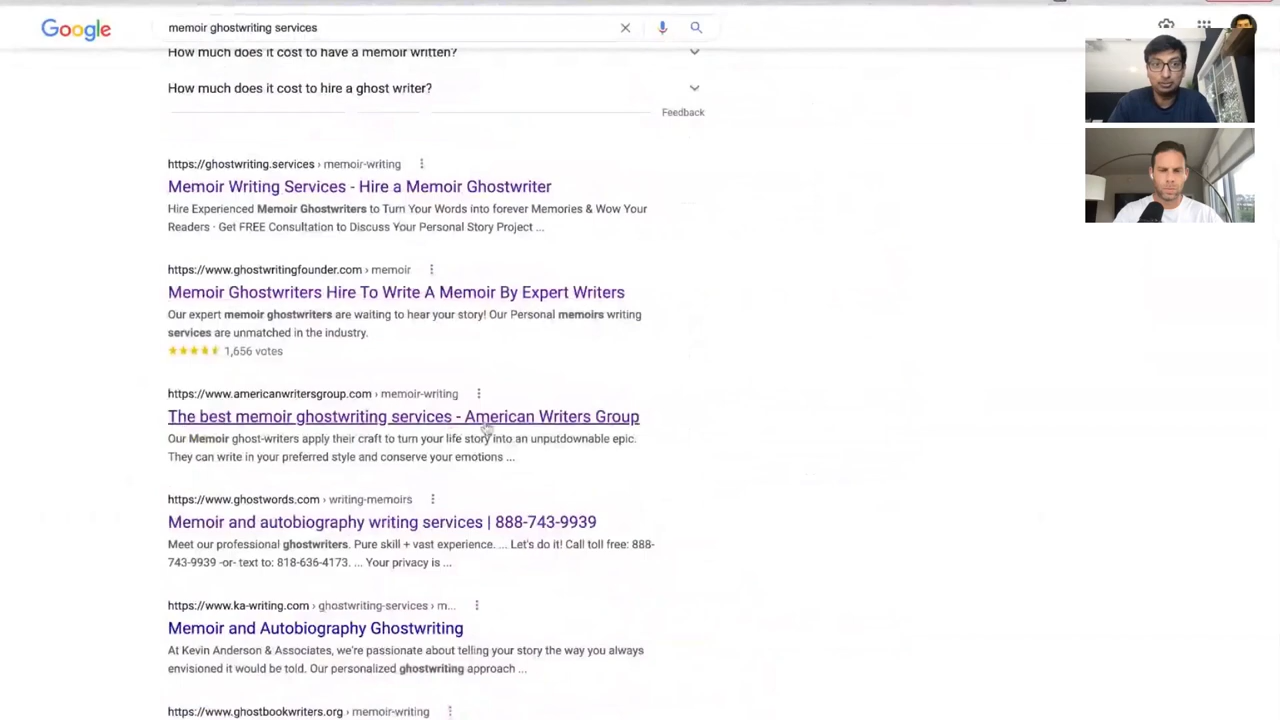 Google
memoir ghostwriting services
How much does it cost to have a memoir written?
How much does it cost to hire a ghost writer?
Feedback
https://ghostwriting.services › memoir-writing
Memoir Writing Services - Hire a Memoir Ghostwriter
Hire Experienced Memoir Ghostwriters to Turn Your Words into forever Memories & Wow Your
Readers · Get FREE Consultation to Discuss Your Personal Story Project ...
https://www.ghostwritingfounder.com › memoir
Memoir Ghostwriters Hire To Write A Memoir By Expert Writers
Our expert memoir ghostwriters are waiting to hear your story! Our Personal memoirs writing
services are unmatched in the industry.
1,656 votes
https://www.americanwritersgroup.com › memoir-writing
The best memoir ghostwriting services - American Writers Group
Our Memoir ghost-writers apply their craft to turn your life story into an unputdownable epic.
They can write in your preferred style and conserve your emotions ...
https://www.ghostwords.com › writing-memoirs
Memoir and autobiography writing services | 888-743-9939
Meet our professional ghostwriters. Pure skill + vast experience. ... Let's do it! Call toll free: 888-
743-9939 -or- text to: 818-636-4173. ... Your privacy is ...
https://www.ka-writing.com › ghostwriting-services › m...
Memoir and Autobiography Ghostwriting
At Kevin Anderson & Associates, we're passionate about telling your story the way you always
envisioned it would be told. Our personalized ghostwriting approach ...
https://www.ghostbookwriters.org › memoir-writing